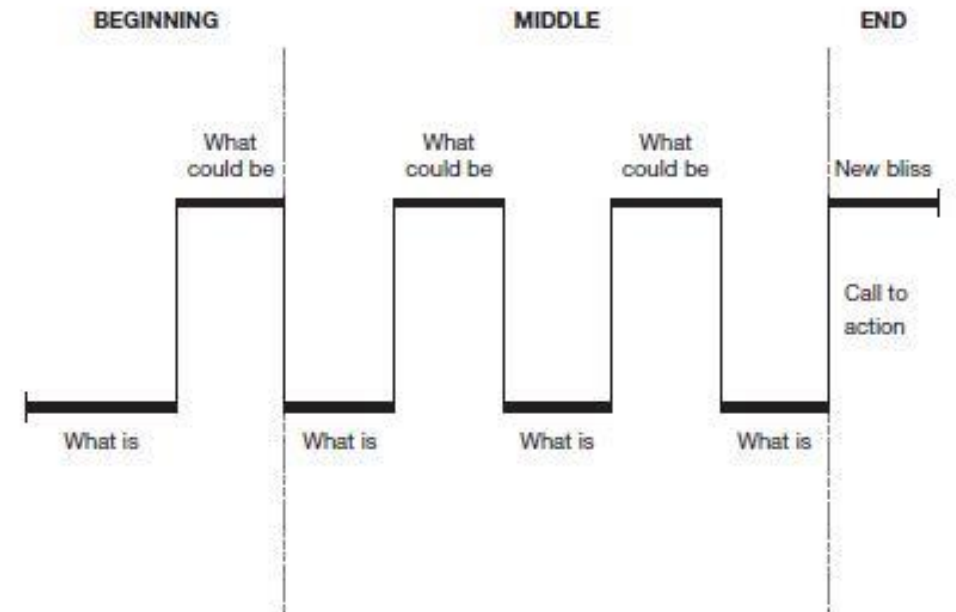 BEGINNING MIDDLE END
What What What
could be could be could be New bliss
Call to
action
What is What is What is What is